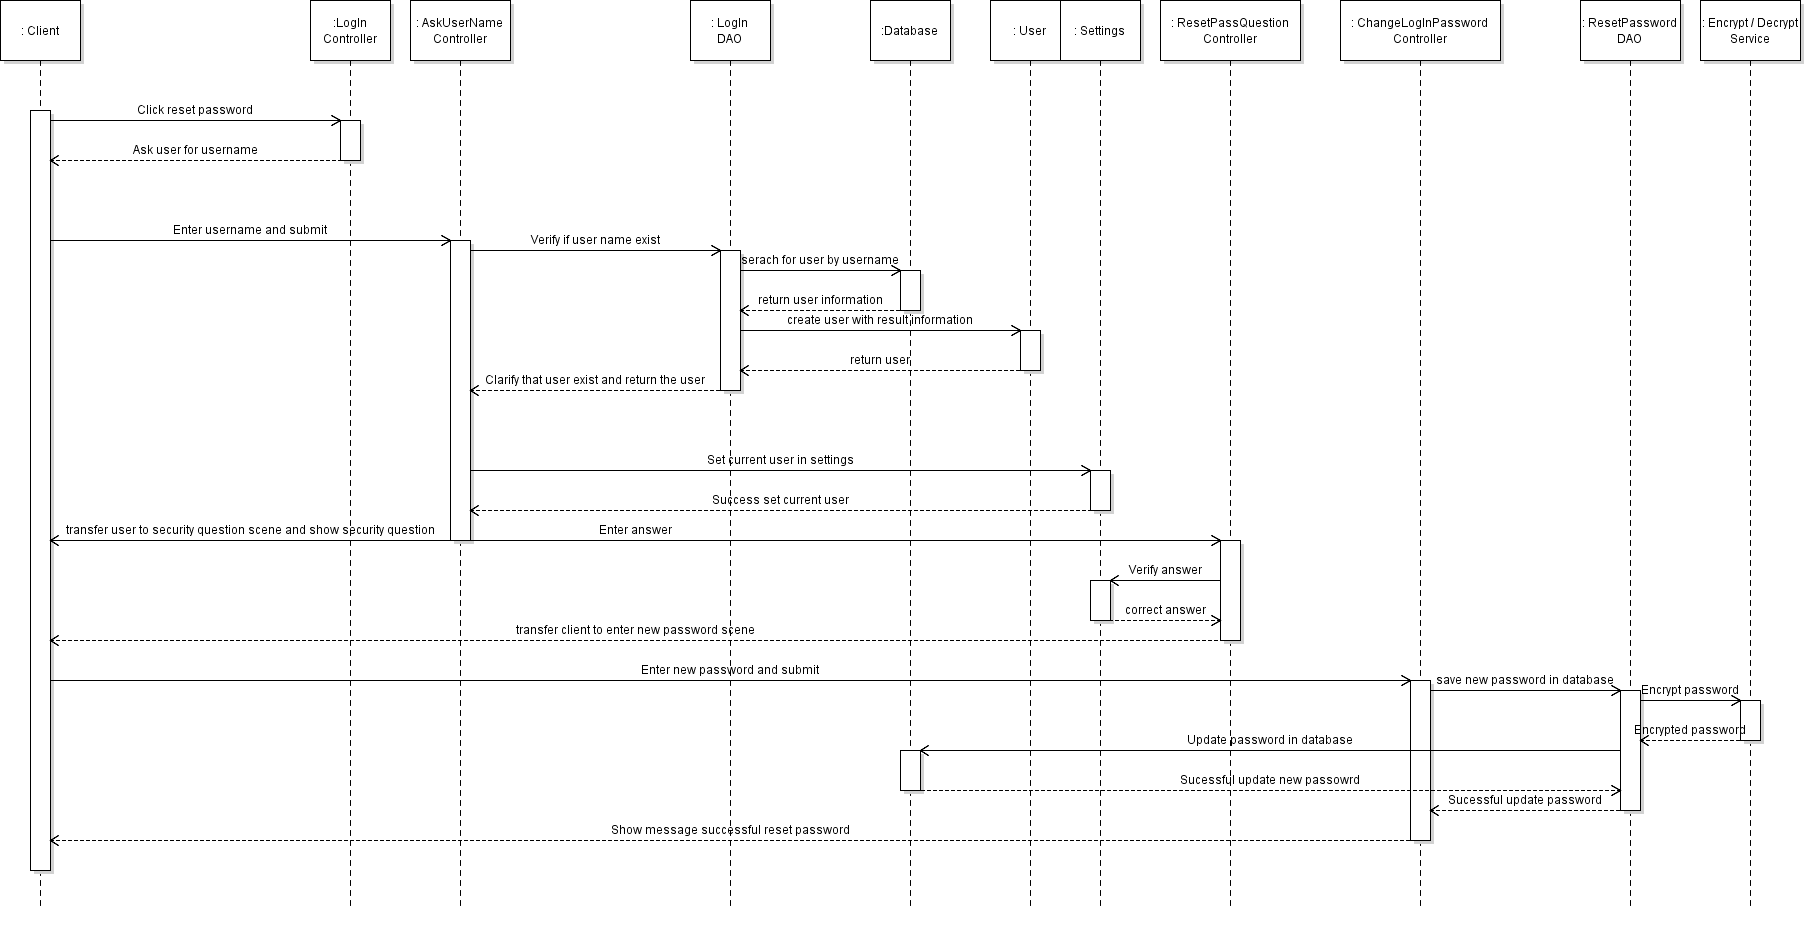 : Client
:LogIn
Controller
: AskUserName
Controller
: LogIn
DAO
:Database
: User
: Settings
: ResetPassQuestion
Controller
: ChangeLogInPassword
Controller
: ResetPassword
DAO
: Encrypt / Decrypt
Service
Click reset password
Ask user for username
Enter username and submit
Verify if user name exist
serach for user by username
return user information
create user with result information
return user
Clarify that user exist and return the user
Set current user in settings
Success set current user
transfer user to security question scene and show security question
Enter answer
Verify answer
correct answer
transfer client to enter new password scene
Enter new password and submit
save new password in database
Encrypt password
Encrypted password
Update password in database
Sucessful update new passowrd
Sucessful update password
Show message successful reset password